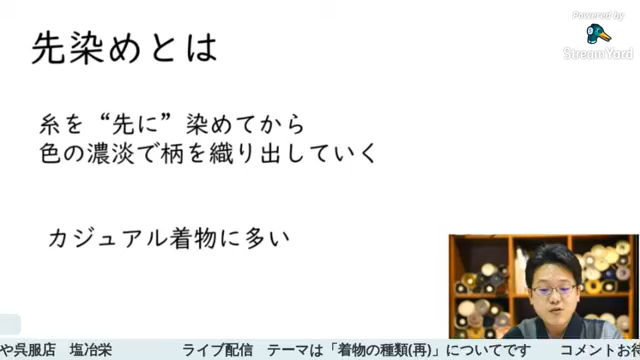 Powered by
StreamYard
先染めとは
糸を“先に”染めてから
色の濃淡で柄を織り出していく
カジュアル着物に多い
や呉服店 塩冶栄 ライブ配信 テーマは「着物の種類(再)」についてです コメントお待